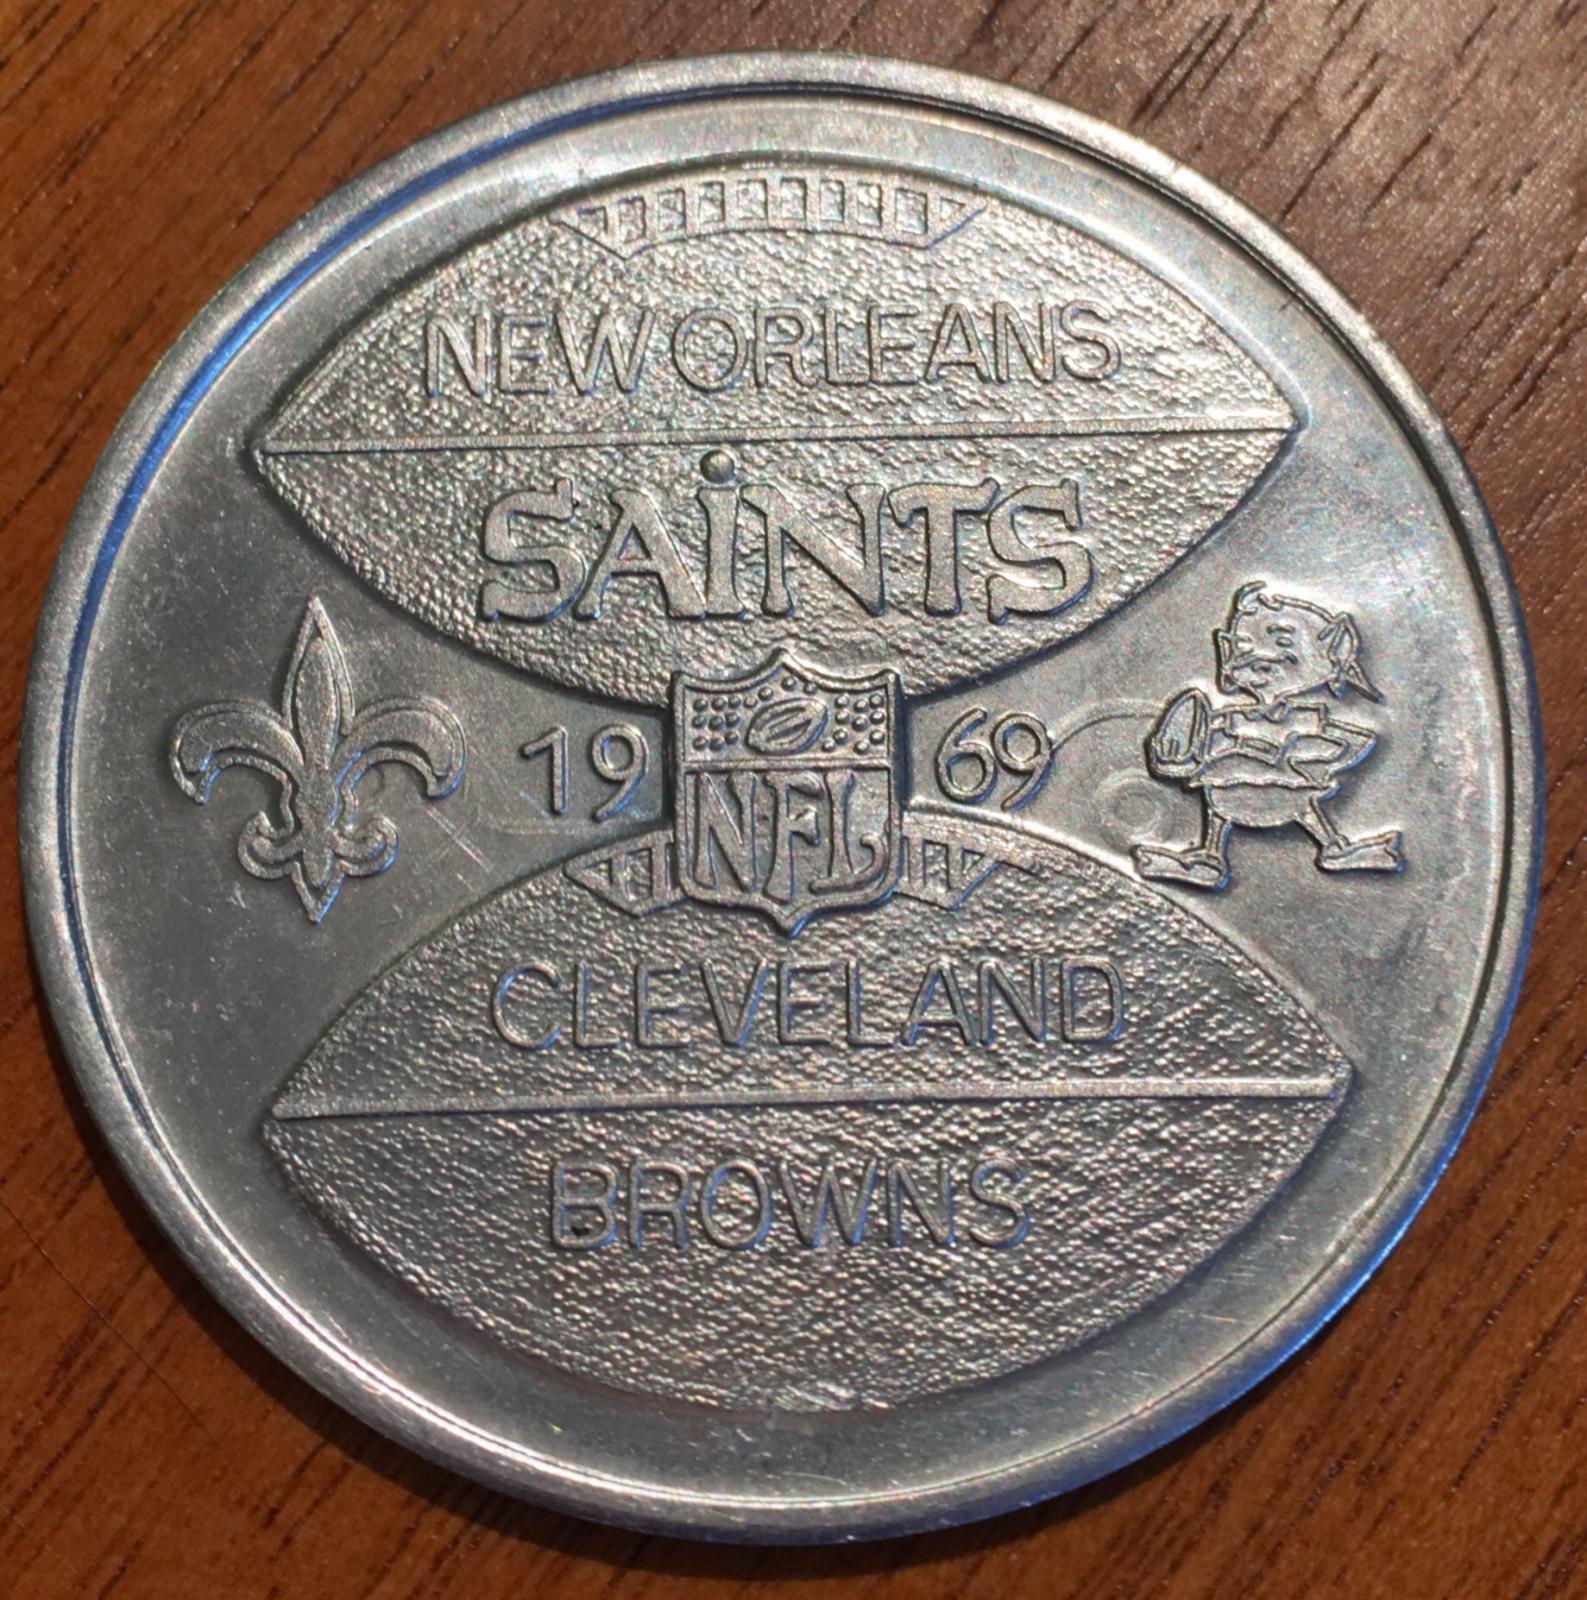 NEW ORLEANS
SAiNTS
19 NFL 69
CLEVELAND
BROWNS